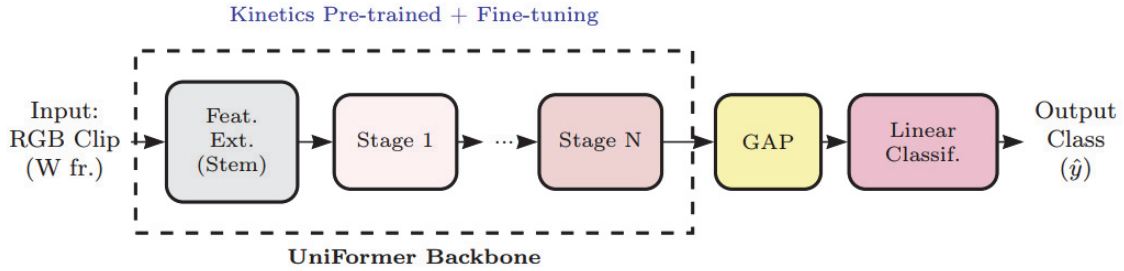 Kinetics Pre-trained + Fine-tuning
Input:
RGB Clip
(W fr.)
Feat.
Ext.
(Stem)
Stage 1
...
Stage N
GAP
Linear
Classif.
Output
Class
(ŷ)
UniFormer Backbone